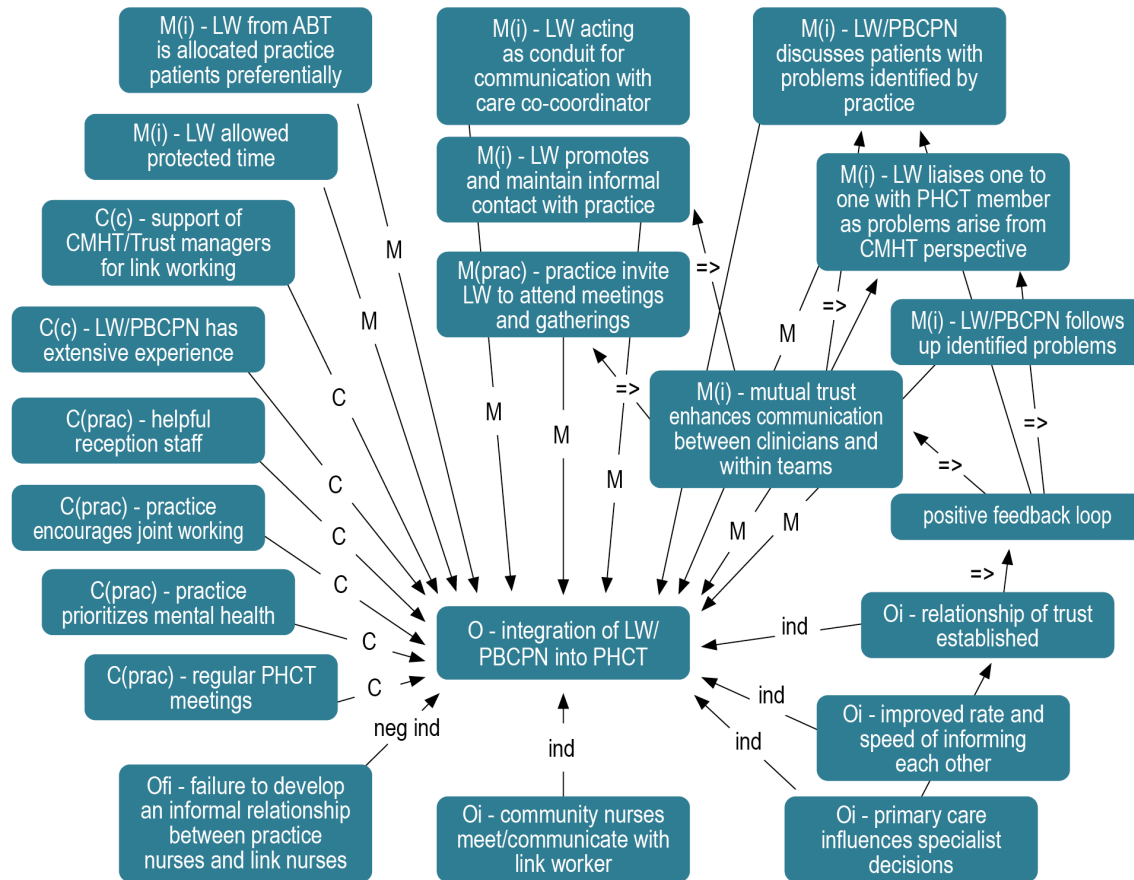 M(i) - LW from ABT
is allocated practice
patients preferentially
M(i) - LW acting
as conduit for
communication with
care co-coordinator
M(i) - LW/PBCPN
discusses patients with
problems identified by
practice
M(i) - LW allowed
protected time
M(i) - LW promotes
and maintain informal
contact with practice
M(i) - LW liaises one to
one with PHCT member
as problems arise from
CMHT perspective
C(c) - support of
CMHT/Trust managers
for link working
M(prac) - practice invite
LW to attend meetings
and gatherings
C(c) - LW/PBCPN has
extensive experience
M(i) - LW/PBCPN follows
up identified problems
M(i) - mutual trust
enhances communication
between clinicians and
within teams
C(prac) - helpful
reception staff
C(prac) - practice
encourages joint working
positive feedback loop
C(prac) - practice
prioritizes mental health
O - integration of LW/
PBCPN into PHCT
Oi - relationship of trust
established
C(prac) - regular PHCT
meetings
Oi - improved rate and
speed of informing
each other
Ofi - failure to develop
an informal relationship
between practice
nurses and link nurses
Oi - community nurses
meet/communicate with
link worker
Oi - primary care
influences specialist
decisions
M
M
C
C
C
C
C
C
neg ind
M
M
M
M
M
M
=>
=>
=>
=>
=>
=>
ind
ind
ind
ind